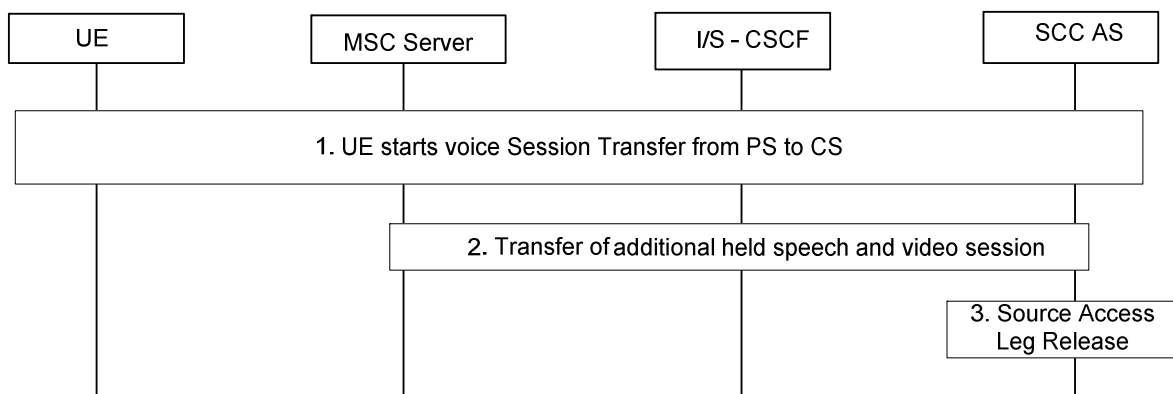 UE
MSC Server
I/S - CSCF
SCC AS
1. UE starts voice Session Transfer from PS to CS
2. Transfer of additional held speech and video session
3. Source Access
Leg Release